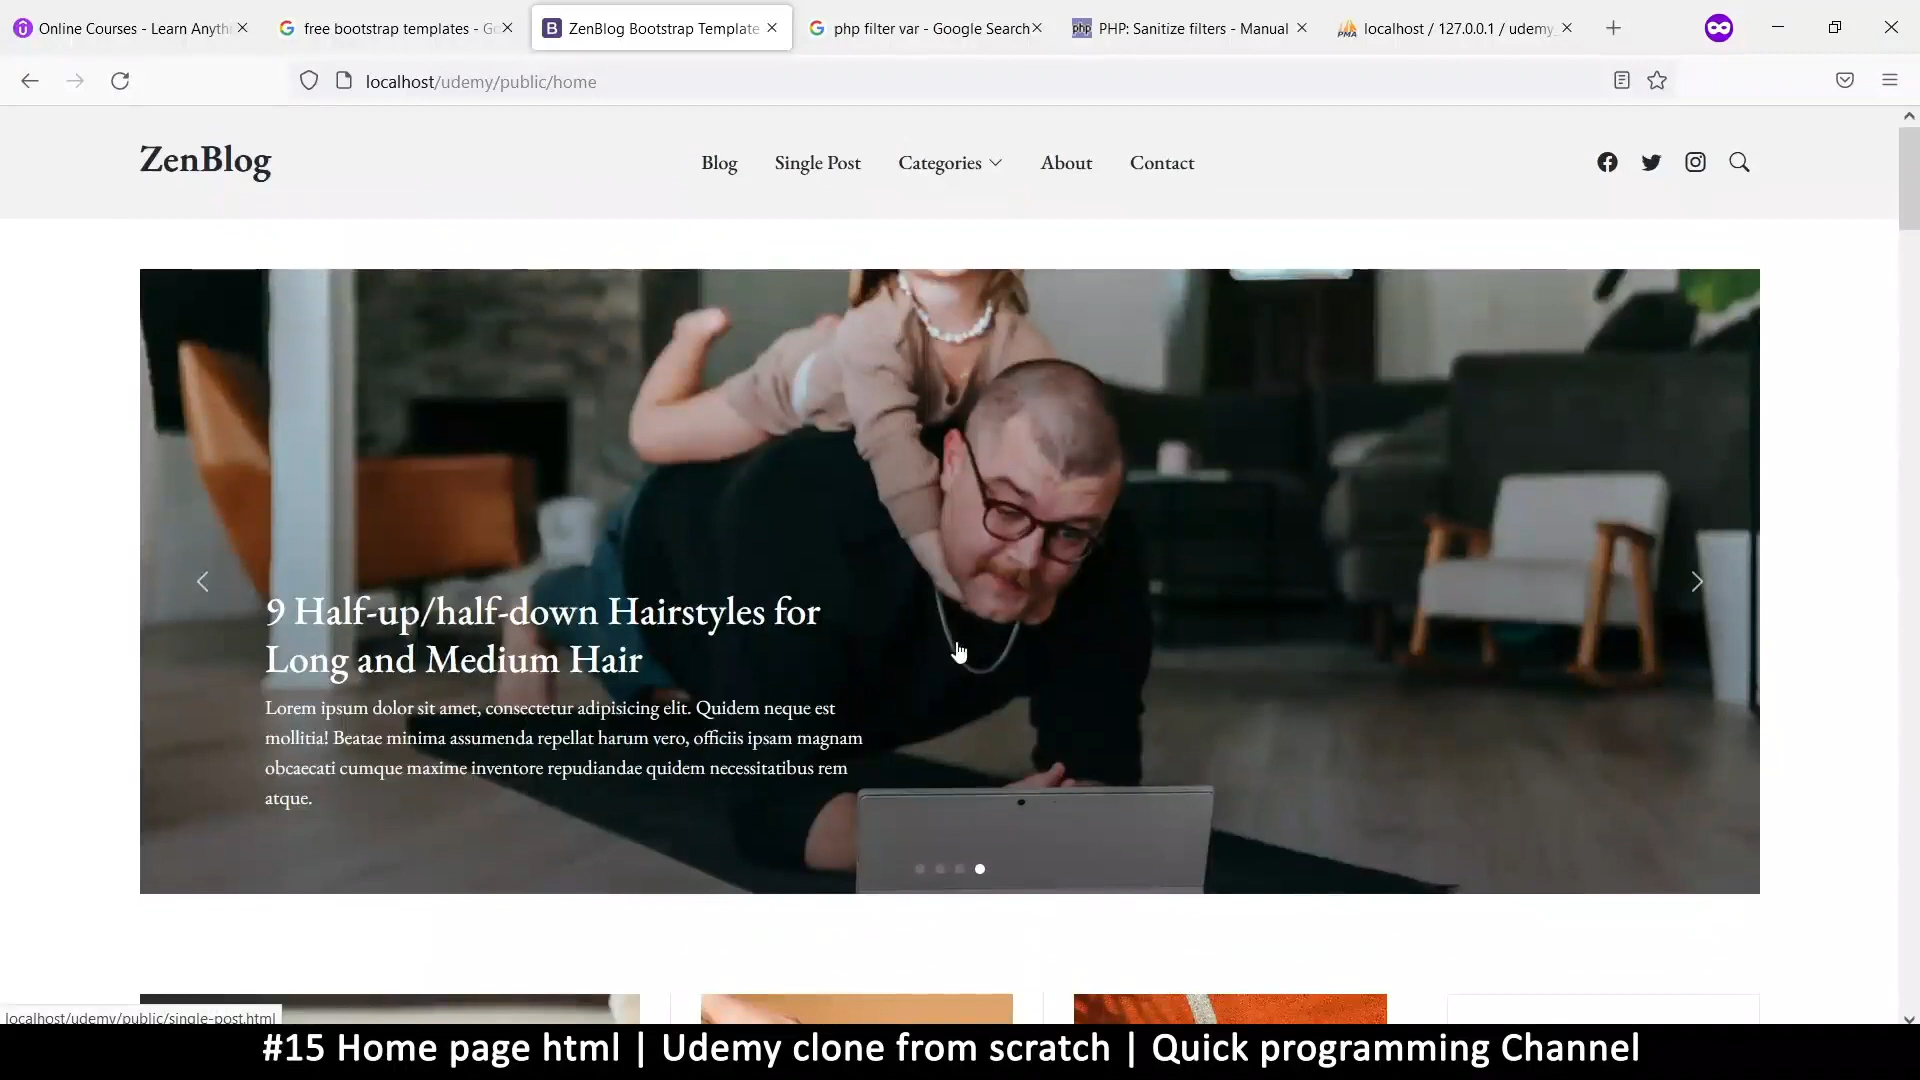 Online Courses - Learn Anythi
free bootstrap templates - Go
ZenBlog Bootstrap Template
php filter var - Google Search
PHP: Sanitize filters - Manual
localhost / 127.0.0.1 / udemy_
localhost/udemy/public/home
ZenBlog
Blog
Single Post
Categories
About
Contact
9 Half-up/half-down Hairstyles for
Long and Medium Hair
Lorem ipsum dolor sit amet, consectetur adipisicing elit. Quidem neque est
mollitia! Beatae minima assumenda repellat harum vero, officiis ipsam magnam
obcaecati cumque maxime inventore repudiandae quidem necessitatibus rem
atque.
localhost/udemy/public/single-post.html
#15 Home page html | Udemy clone from scratch | Quick programming Channel